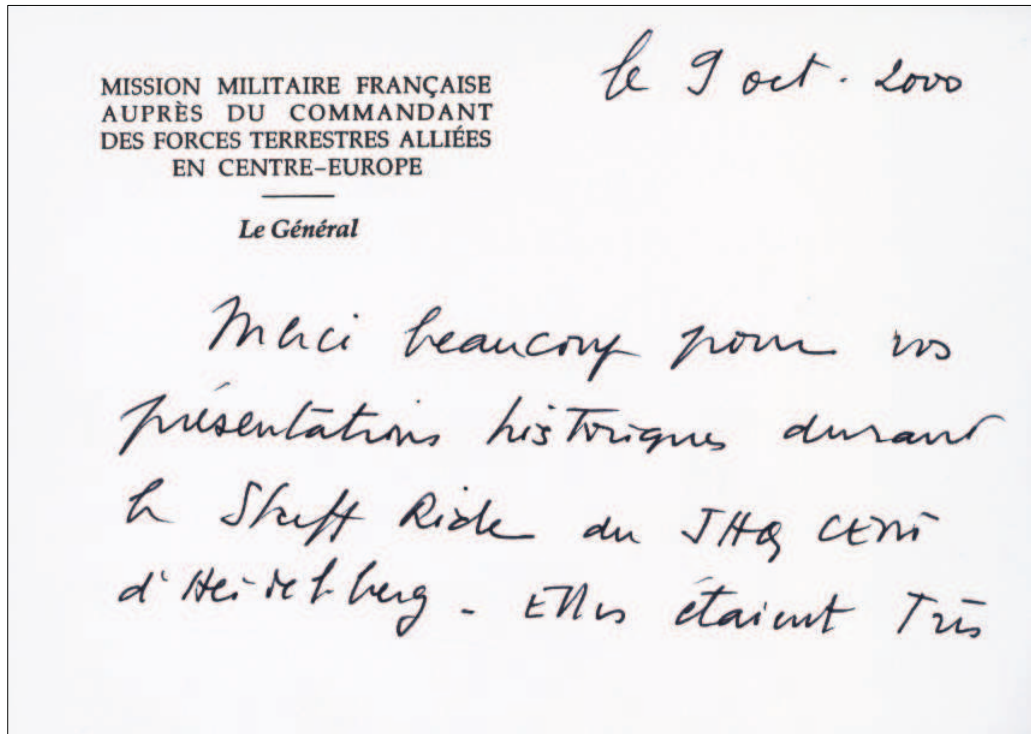 le 9 oct. 2000
MISSION MILITAIRE FRANÇAISE
AUPRÈS DU COMMANDANT
DES FORCES TERRESTRES ALLIÉES
EN CENTRE-EUROPE
Le Général
Merci beaucoup pour vos
présentations historiques durant
le Staff Ride du JHQ CENT
d'Heidelberg - Elles étaient Très